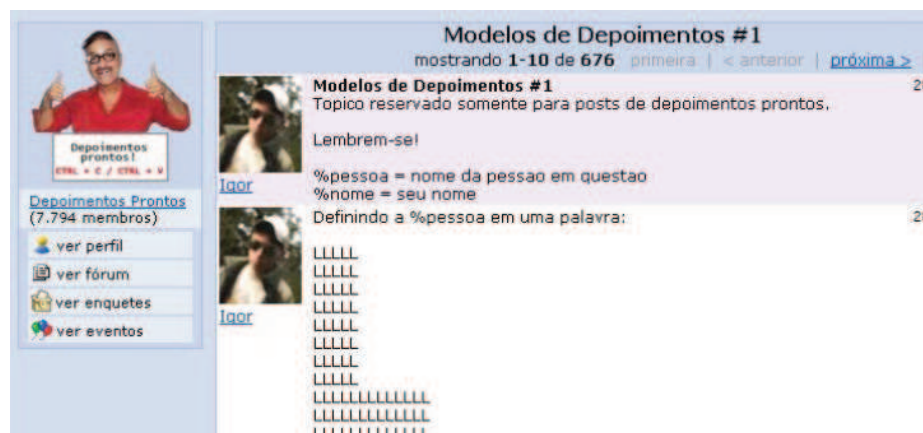 Depoimentos
prontos!
CTRL + C / CTRL + V
Depoimentos Prontos
(7.794 membros)
ver perfil
ver fórum
ver enquetes
ver eventos
Modelos de Depoimentos #1
mostrando 1-10 de 676 primeira | < anterior | próxima >
Modelos de Depoimentos #1
Topico reservado somente para posts de depoimentos prontos.
Lembrem-se!
%pessoa = nome da pessao em questao
%nome = seu nome
Igor
Definindo a %pessoa em uma palavra:
LLLLL
LLLLL
LLLLL
LLLLL
LLLLL
LLLLL
LLLLL
LLLLL
LLLLLLLLLLLLL
LLLLLLLLLLLLL
LLLLLLLLLLLLL
Igor